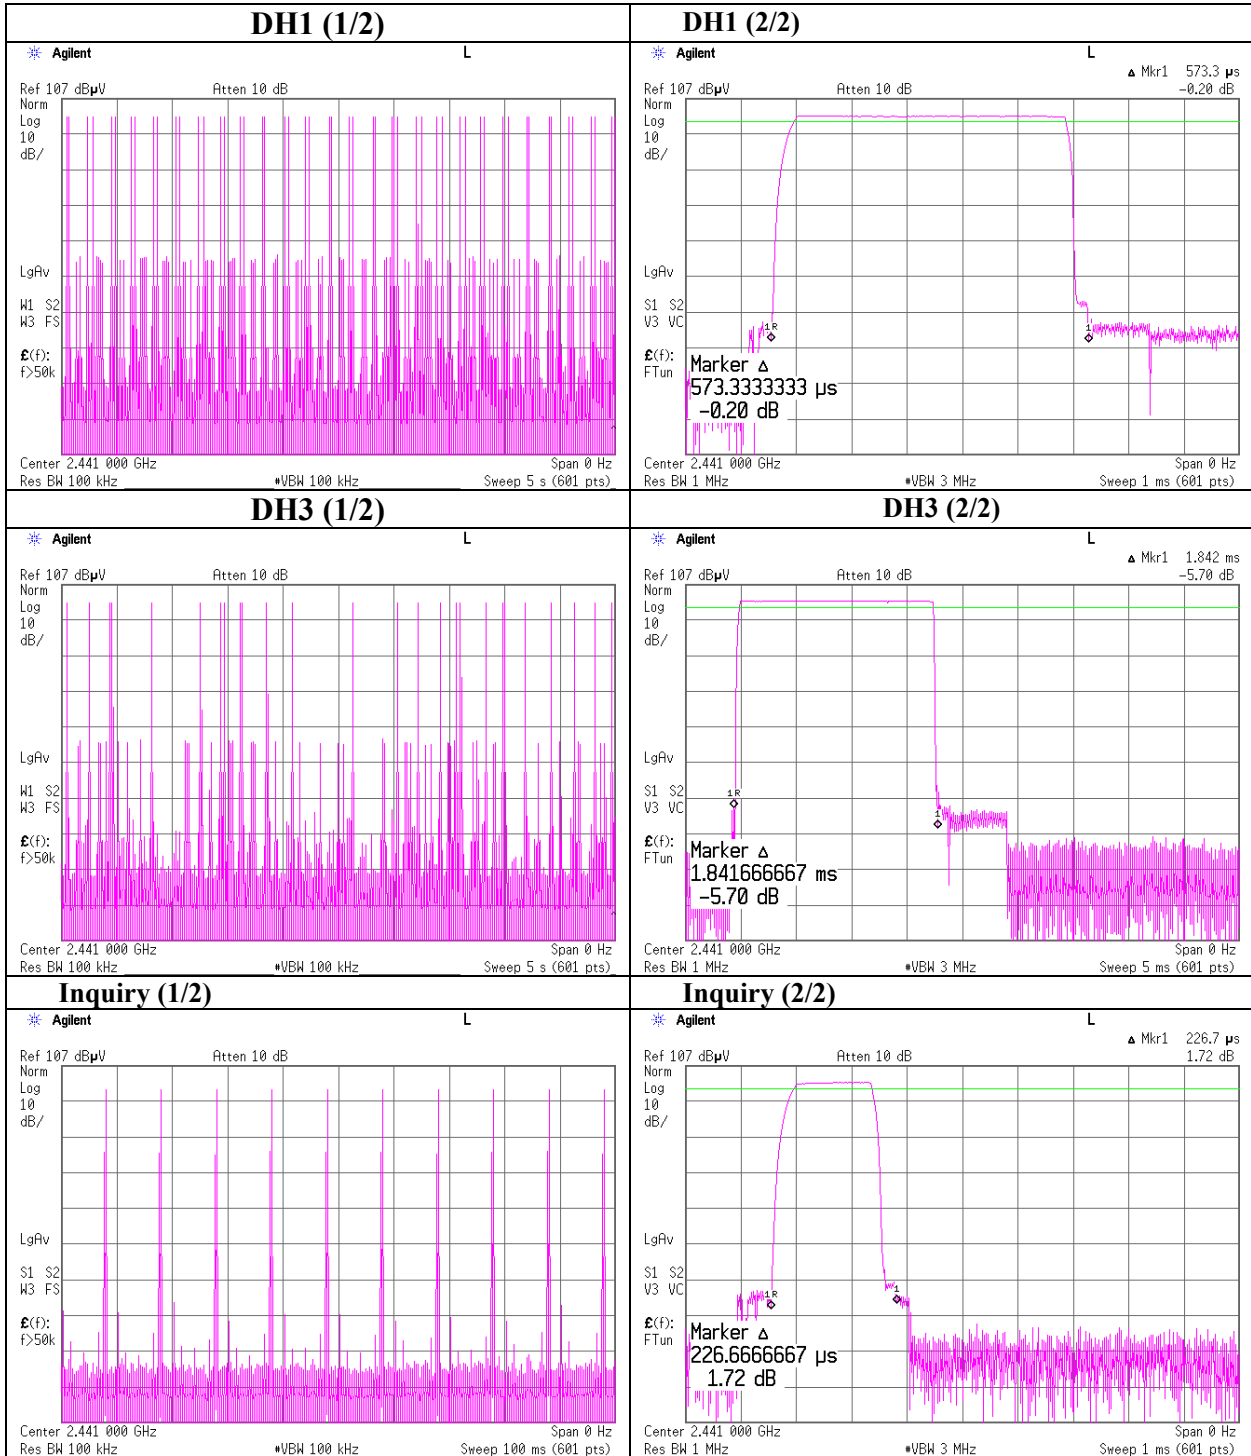 DH1 (1/2)
Agilent
L
Ref 107 dBµV
Atten 10 dB
Norm
Log
10
dB/
LgAv
W1 S2
W3 FS
£(f):
f>50k
Center 2.441 000 GHz
Span 0 Hz
Res BW 100 kHz
#VBW 100 kHz
Sweep 5 s (601 pts)
DH1 (2/2)
Agilent
L
Δ Mkr1 573.3 µs
Ref 107 dBµV
Atten 10 dB
-0.20 dB
Norm
Log
10
dB/
LgAv
S1 S2
V3 VC
£(f):
FTun
1R
1
Marker Δ
573.3333333 µs
-0.20 dB
Center 2.441 000 GHz
Span 0 Hz
Res BW 1 MHz
#VBW 3 MHz
Sweep 1 ms (601 pts)
DH3 (1/2)
Agilent
L
Ref 107 dBµV
Atten 10 dB
Norm
Log
10
dB/
LgAv
W1 S2
W3 FS
£(f):
f>50k
Center 2.441 000 GHz
Span 0 Hz
Res BW 100 kHz
#VBW 100 kHz
Sweep 5 s (601 pts)
DH3 (2/2)
Agilent
L
Δ Mkr1 1.842 ms
Ref 107 dBµV
Atten 10 dB
-5.70 dB
Norm
Log
10
dB/
LgAv
S1 S2
V3 VC
£(f):
FTun
1R
1
Marker Δ
1.841666667 ms
-5.70 dB
Center 2.441 000 GHz
Span 0 Hz
Res BW 1 MHz
#VBW 3 MHz
Sweep 5 ms (601 pts)
Inquiry (1/2)
Agilent
L
Ref 107 dBµV
Atten 10 dB
Norm
Log
10
dB/
LgAv
S1 S2
W3 FS
£(f):
f>50k
Center 2.441 000 GHz
Span 0 Hz
Res BW 100 kHz
#VBW 100 kHz
Sweep 100 ms (601 pts)
Inquiry (2/2)
Agilent
L
Δ Mkr1 226.7 µs
Ref 107 dBµV
Atten 10 dB
1.72 dB
Norm
Log
10
dB/
LgAv
S1 S2
V3 VC
£(f):
FTun
1R
1
Marker Δ
226.6666667 µs
1.72 dB
Center 2.441 000 GHz
Span 0 Hz
Res BW 1 MHz
#VBW 3 MHz
Sweep 1 ms (601 pts)